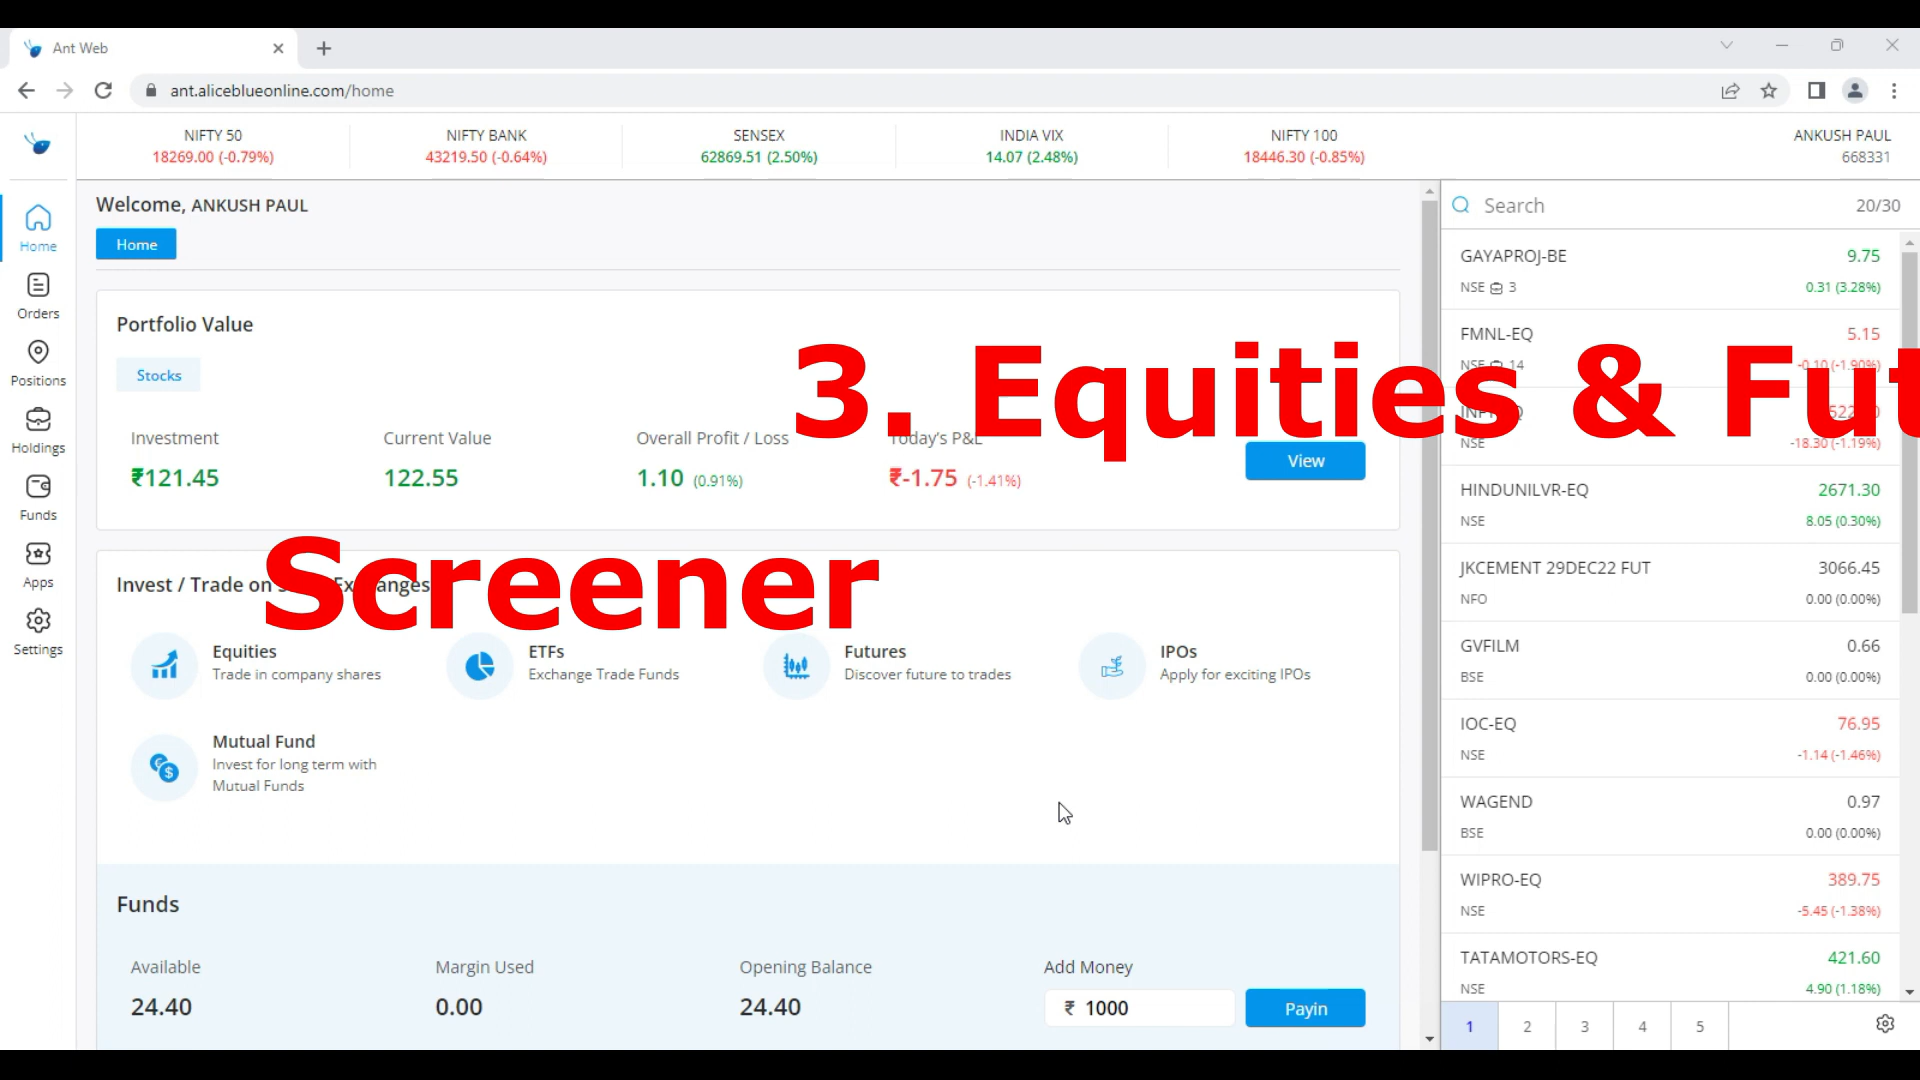 Ant Web
ant.aliceblueonline.com/home
NIFTY 50
18269.00 (-0.79%)
NIFTY BANK
43219.50 (-0.64%)
SENSEX
62869.51 (2.50%)
INDIA VIX
14.07 (2.48%)
NIFTY 100
18446.30 (-0.85%)
ANKUSH PAUL
668331
Home
Orders
Positions
Holdings
Funds
Apps
Settings
Welcome, ANKUSH PAUL
Home
Portfolio Value
Stocks
Investment
₹121.45
Current Value
122.55
Overall Profit / Loss
1.10 (0.91%)
Today's P&L
₹-1.75 (-1.41%)
View
3. Equities & Fut
Screener
Invest / Trade on
Equities
Trade in company shares
ETFs
Exchange Trade Funds
Futures
Discover future to trades
IPOs
Apply for exciting IPOs
Mutual Fund
Invest for long term with
Mutual Funds
Funds
Available
24.40
Margin Used
0.00
Opening Balance
24.40
Add Money
₹ 1000
Payin
Search
20/30
GAYAPROJ-BE
9.75
NSE 3
0.31 (3.28%)
FMNL-EQ
5.15
NSE 14
-0.10 (-1.90%)
NSE
-18.30 (-1.19%)
HINDUNILVR-EQ
2671.30
NSE
8.05 (0.30%)
JKCEMENT 29DEC22 FUT
3066.45
NFO
0.00 (0.00%)
GVFILM
0.66
BSE
0.00 (0.00%)
IOC-EQ
76.95
NSE
-1.14 (-1.46%)
WAGEND
0.97
BSE
0.00 (0.00%)
WIPRO-EQ
389.75
NSE
-5.45 (-1.38%)
TATAMOTORS-EQ
421.60
NSE
4.90 (1.18%)
1 2 3 4 5